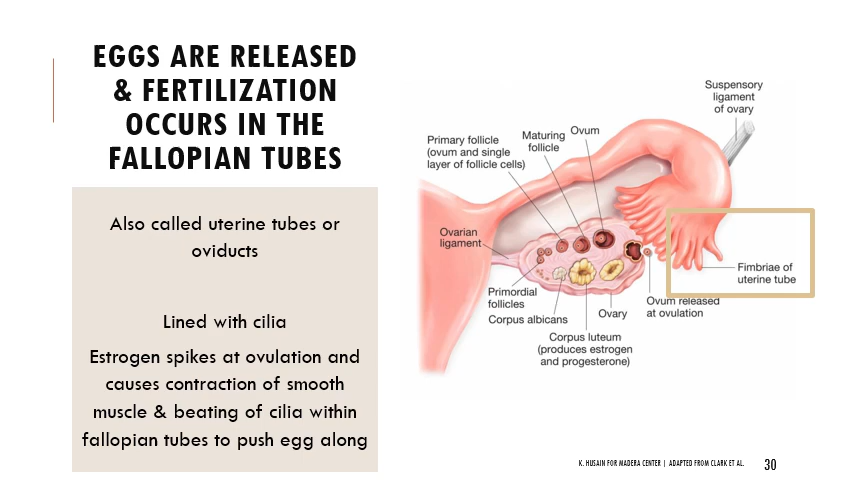 EGGS ARE RELEASED
& FERTILIZATION
OCCURS IN THE
FALLOPIAN TUBES
Also called uterine tubes or
oviducts
Lined with cilia
Estrogen spikes at ovulation and
causes contraction of smooth
muscle & beating of cilia within
fallopian tubes to push egg along
Suspensory
ligament
of ovary
Primary follicle
(ovum and single
layer of follicle cells)
Maturing
follicle
Ovum
Ovarian
ligament
Fimbriae of
uterine tube
Primordial
follicles
Corpus albicans
Ovary
Ovum released
at ovulation
Corpus luteum
(produces estrogen
and progesterone)
K. HUSAIN FOR MADERA CENTER | ADAPTED FROM CLARK ET AL.
30